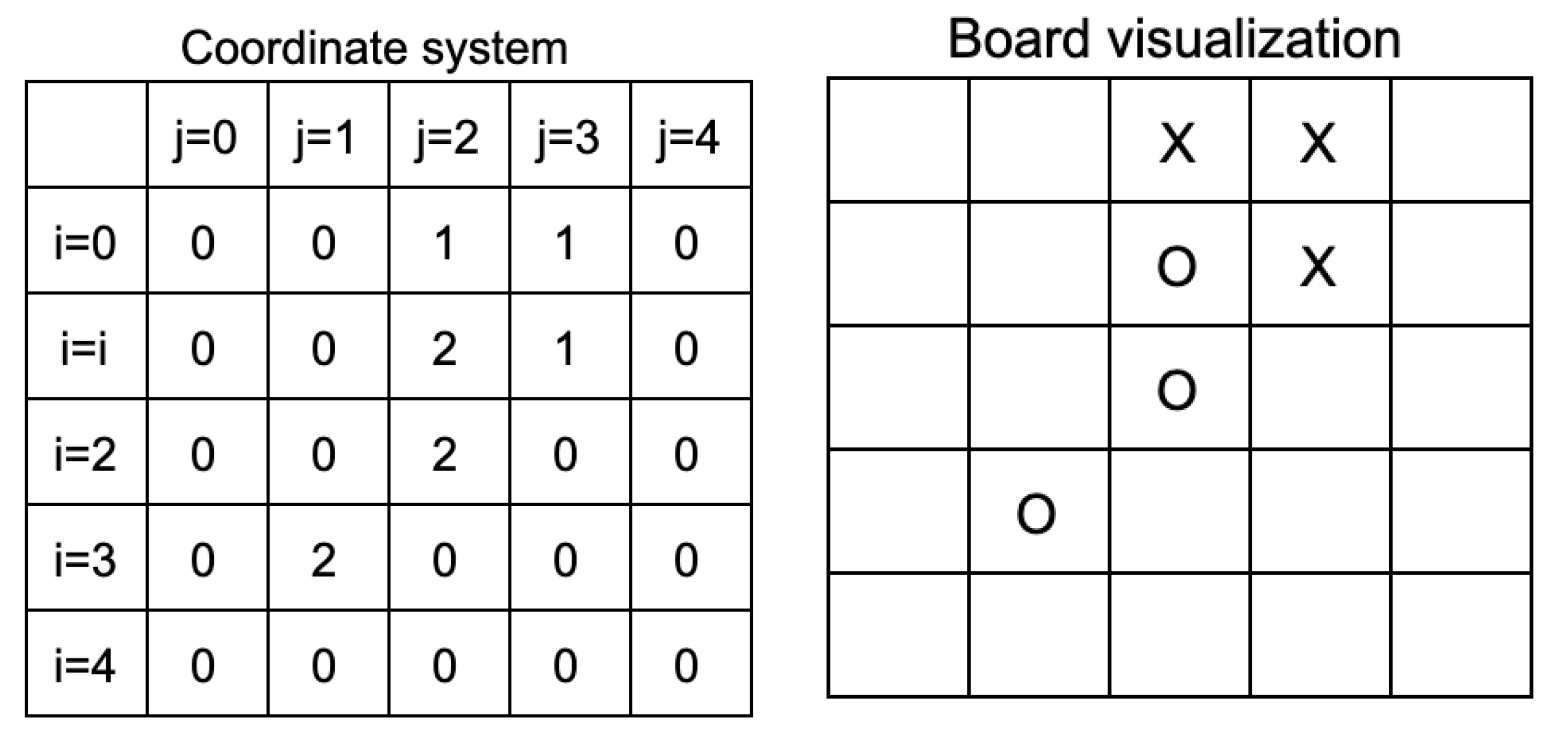 Coordinate system
j=0 j=1 j=2 j=3 j=4
i=0 0 0 1 1 0
i=i 0 0 2 1 0
i=2 0 0 2 0 0
i=3 0 2 0 0 0
i=4 0 0 0 0 0
Board visualization
X X
O X
O
O